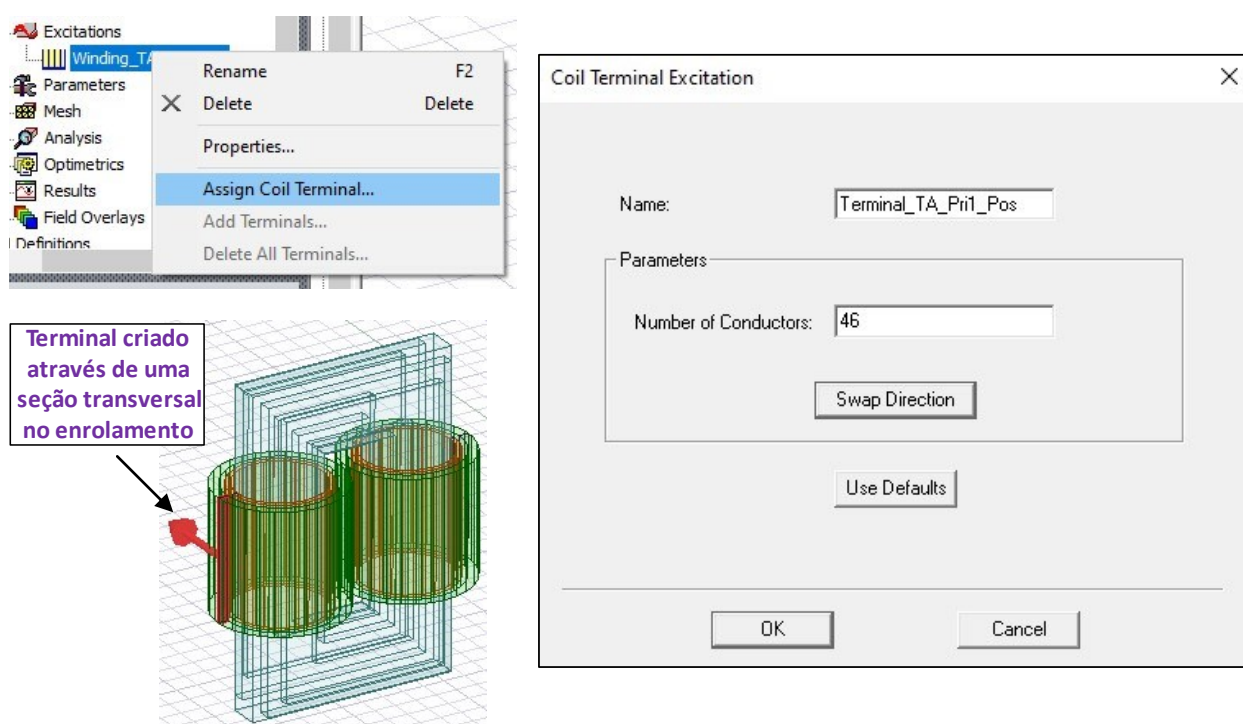 Excitations
Winding_TA
Parameters
Mesh
Analysis
Optimetrics
Results
Field Overlays
Definitions
Rename F2
Delete Delete
Properties...
Assign Coil Terminal...
Add Terminals...
Delete All Terminals...
Terminal criado
através de uma
seção transversal
no enrolamento
Coil Terminal Excitation
Name: Terminal_TA_Pri1_Pos
Parameters
Number of Conductors: 46
Swap Direction
Use Defaults
OK Cancel